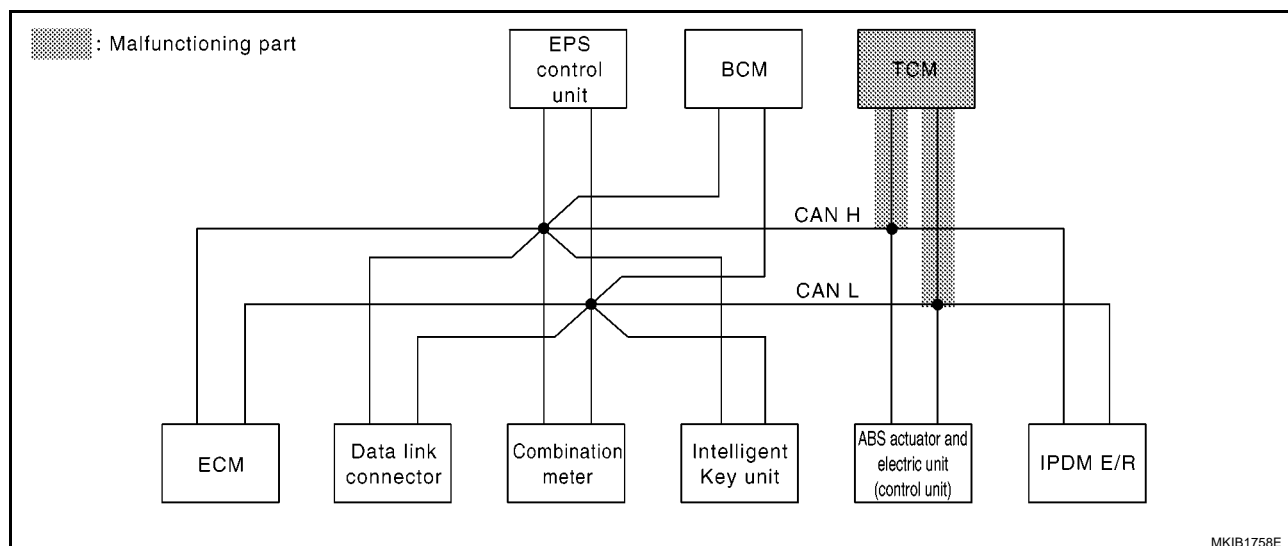 : Malfunctioning part
EPS
control
unit
BCM
TCM
CAN H
CAN L
ECM
Data link
connector
Combination
meter
Intelligent
Key unit
ABS actuator and
electric unit
(control unit)
IPDM E/R
MKIB1758E